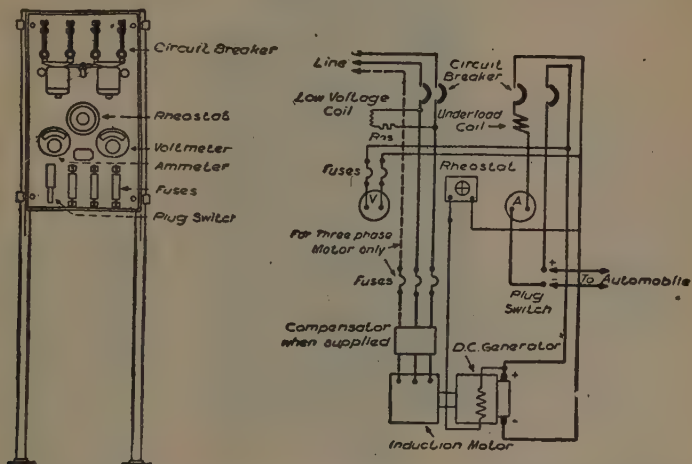 Circuit Breaker
Rheostat
Voltmeter
Ammeter
Fuses
Plug Switch
Line
Circuit
Breaker
Low Voltage
Coil
Res
Underload
Coil
Fuses
V
Rheostat
A
For Three phase
Motor only
Fuses
+
-
To Automobile
Plug
Switch
Compensator
when supplied
D.C. Generator
+
-
Induction Motor